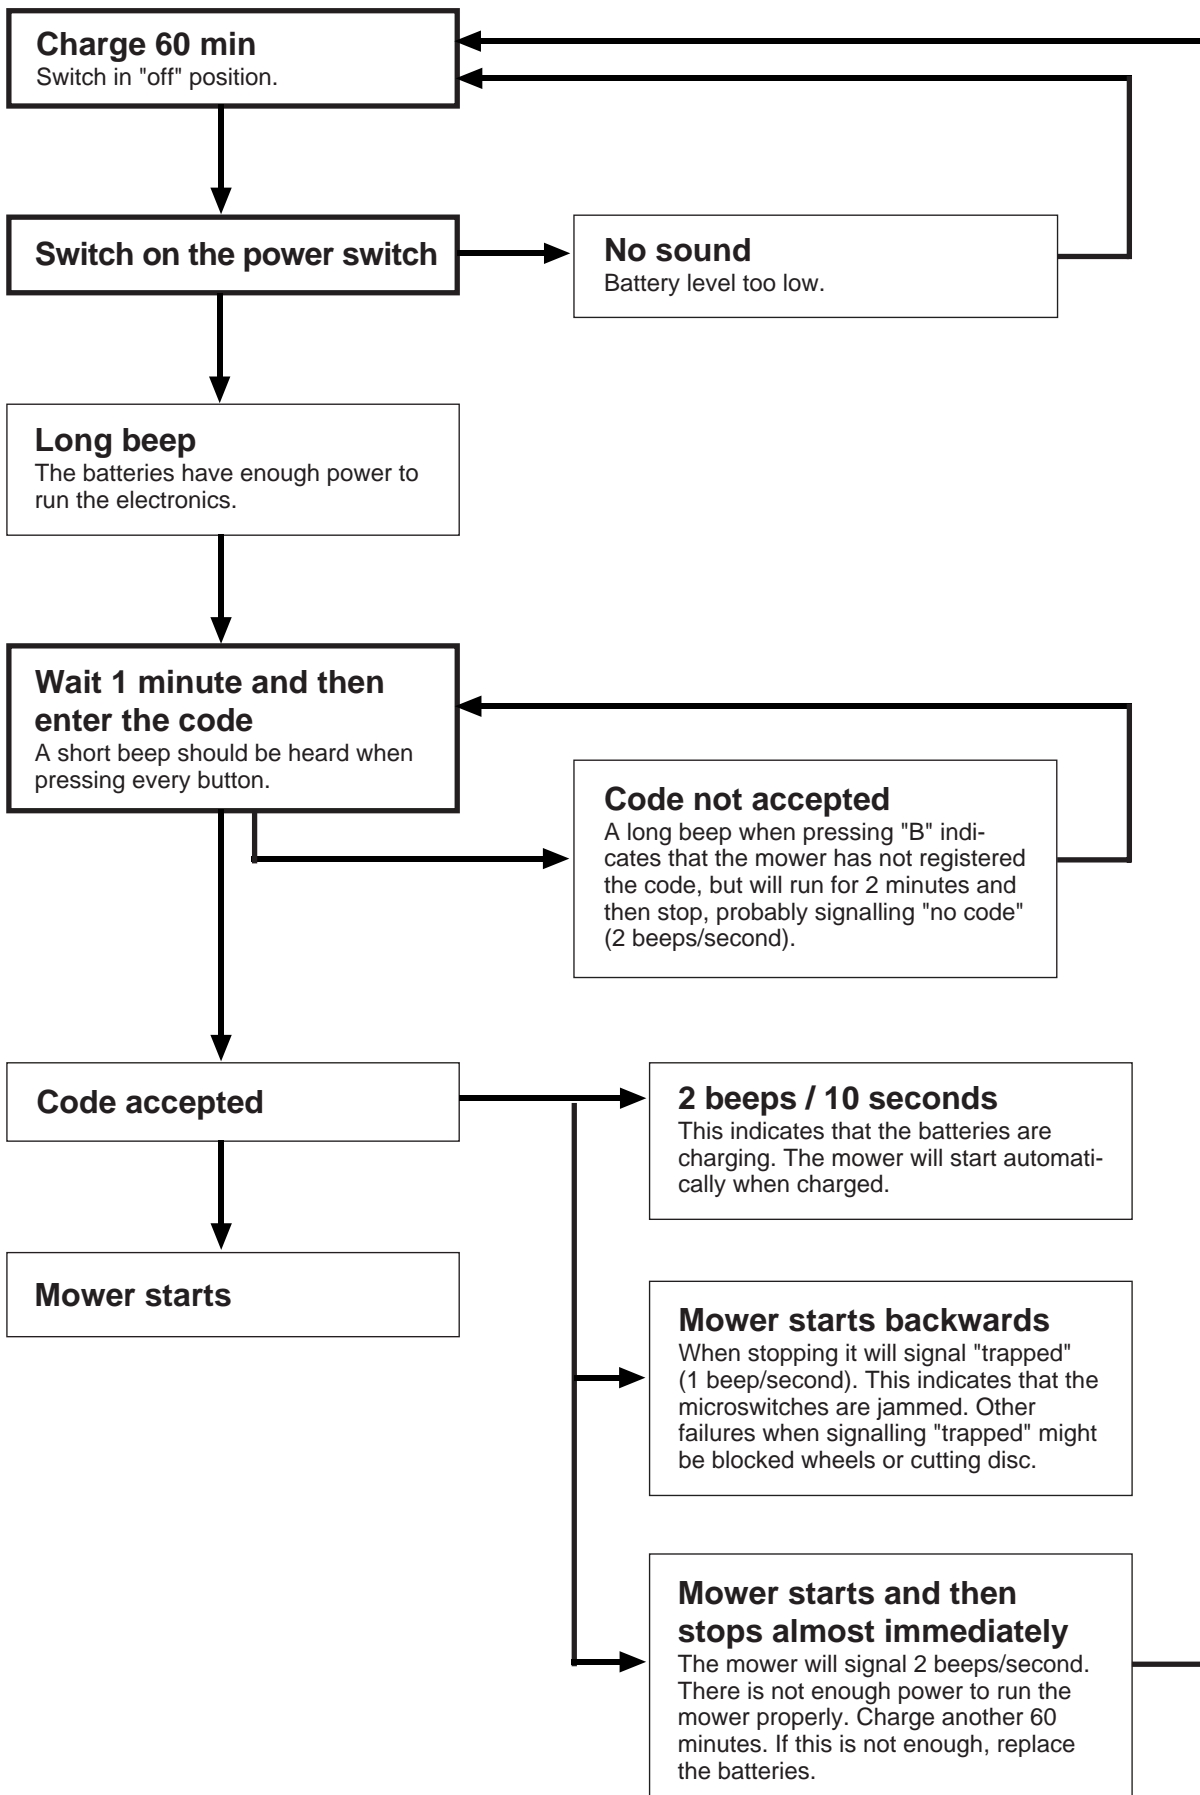 Charge 60 min
Switch in "off" position.
Switch on the power switch
No sound
Battery level too low.
Long beep
The batteries have enough power to
run the electronics.
Wait 1 minute and then
enter the code
A short beep should be heard when
pressing every button.
Code not accepted
A long beep when pressing "B" indi-
cates that the mower has not registered
the code, but will run for 2 minutes and
then stop, probably signalling "no code"
(2 beeps/second).
Code accepted
2 beeps / 10 seconds
This indicates that the batteries are
charging. The mower will start automati-
cally when charged.
Mower starts
Mower starts backwards
When stopping it will signal "trapped"
(1 beep/second). This indicates that the
microswitches are jammed. Other
failures when signalling "trapped" might
be blocked wheels or cutting disc.
Mower starts and then
stops almost immediately
The mower will signal 2 beeps/second.
There is not enough power to run the
mower properly. Charge another 60
minutes. If this is not enough, replace
the batteries.